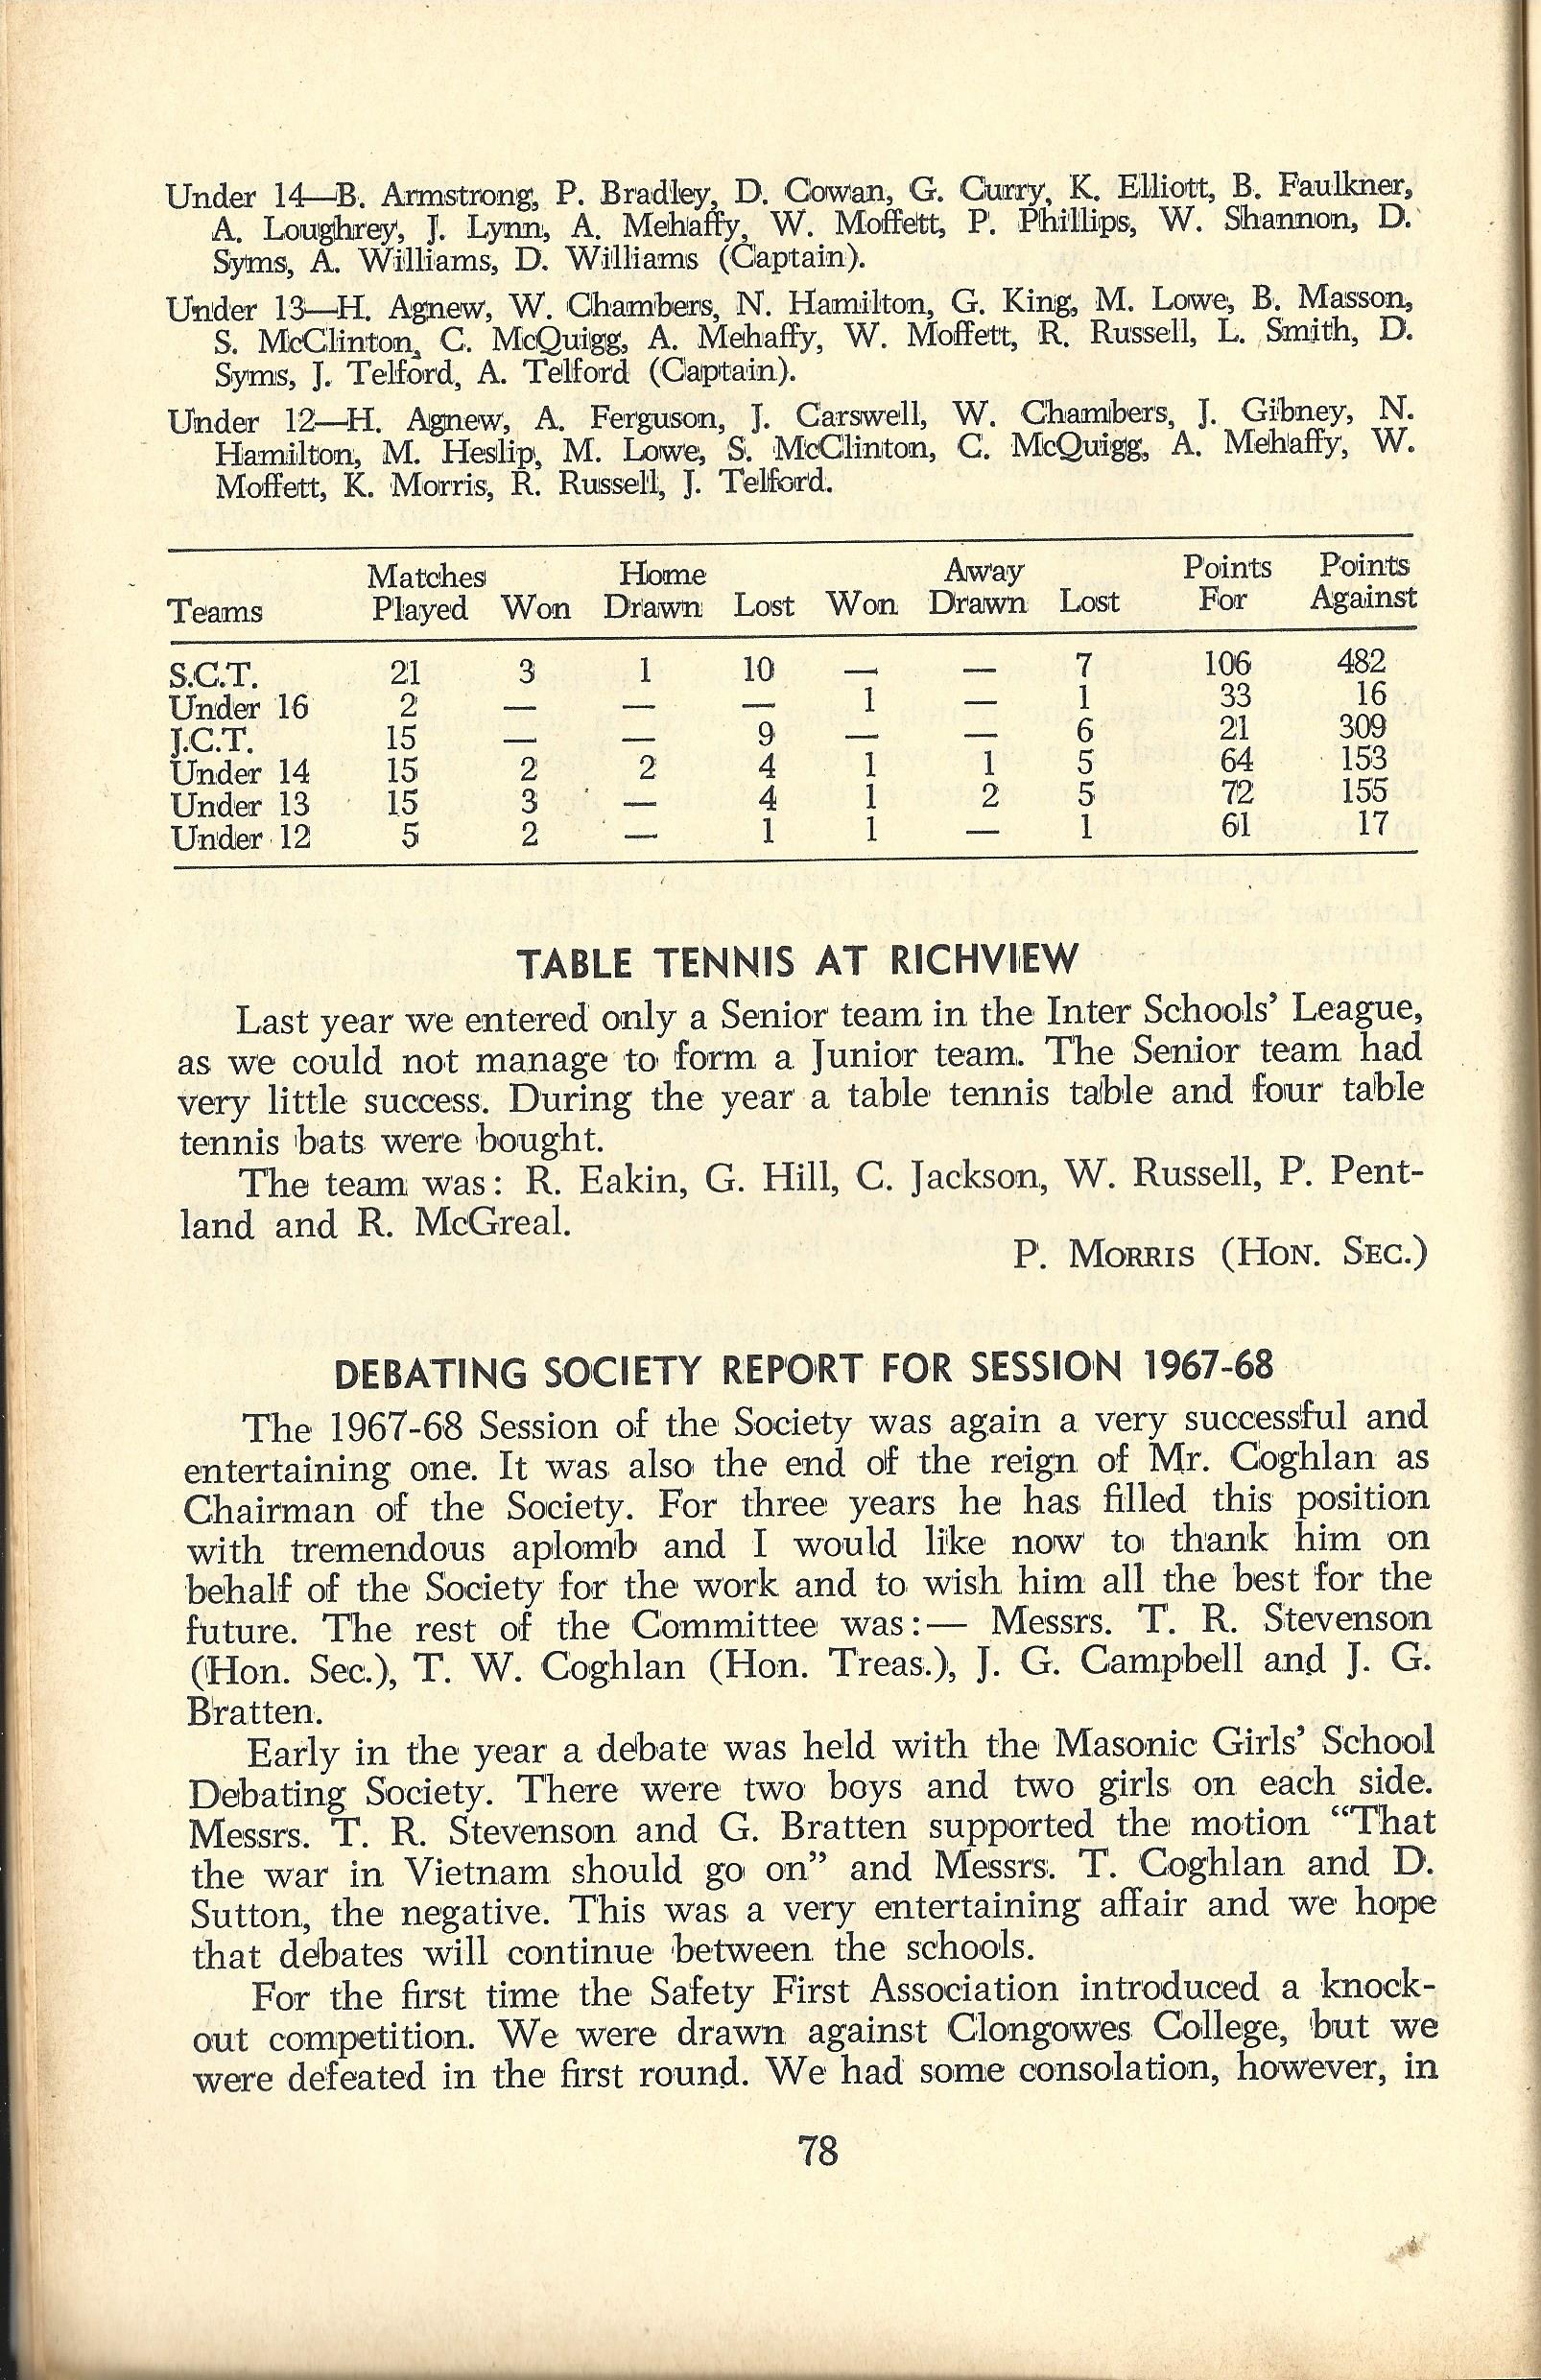 Under 14—B. Armstrong, P. Bradley, D. Cowan, G. Curry, K. Elliott, B. Faulkner,
A. Loughrey, J. Lynn, A. Mehaffy, W. Moffett, P. Phillips, W. Shannon, D.
Syms, A. Williams, D. Williams (Captain).
Under 13—H. Agnew, W. Chambers, N. Hamilton, G. King, M. Lowe, B. Masson,
S. McClinton, C. McQuigg, A. Mehaffy, W. Moffett, R. Russell, L. Smith, D.
Syms, J. Telford, A. Telford (Captain).
Under 12—H. Agnew, A. Ferguson, J. Carswell, W. Chambers, J. Gibney, N.
Hamilton, M. Heslip, M. Lowe, S. McClinton, C. McQuigg, A. Mehaffy, W.
Moffett, K. Morris, R. Russell, J. Telford.
Matches Home Away Points Points
Teams Played Won Drawn Lost Won Drawn Lost For Against
S.C.T. 21 3 1 10 — — 7 106 482
Under 16 2 — — — 1 — 1 33 16
J.C.T. 15 — — 9 — — 6 21 309
Under 14 15 2 2 4 1 1 5 64 153
Under 13 15 3 — 4 1 2 5 72 155
Under 12 5 2 — 1 1 — 1 61 17
TABLE TENNIS AT RICHVIEW
Last year we entered only a Senior team in the Inter Schools' League,
as we could not manage to form a Junior team. The Senior team had
very little success. During the year a table tennis table and four table
tennis bats were bought.
The team was: R. Eakin, G. Hill, C. Jackson, W. Russell, P. Pent-
land and R. McGreal.
P. MORRIS (HON. SEC.)
DEBATING SOCIETY REPORT FOR SESSION 1967-68
The 1967-68 Session of the Society was again a very successful and
entertaining one. It was also the end of the reign of Mr. Coghlan as
Chairman of the Society. For three years he has filled this position
with tremendous aplomb and I would like now to thank him on
behalf of the Society for the work and to wish him all the best for the
future. The rest of the Committee was:— Messrs. T. R. Stevenson
(Hon. Sec.), T. W. Coghlan (Hon. Treas.), J. G. Campbell and J. G.
Bratten.
Early in the year a debate was held with the Masonic Girls' School
Debating Society. There were two boys and two girls on each side.
Messrs. T. R. Stevenson and G. Bratten supported the motion "That
the war in Vietnam should go on" and Messrs. T. Coghlan and D.
Sutton, the negative. This was a very entertaining affair and we hope
that debates will continue between the schools.
For the first time the Safety First Association introduced a knock-
out competition. We were drawn against Clongowes College, but we
were defeated in the first round. We had some consolation, however, in
78